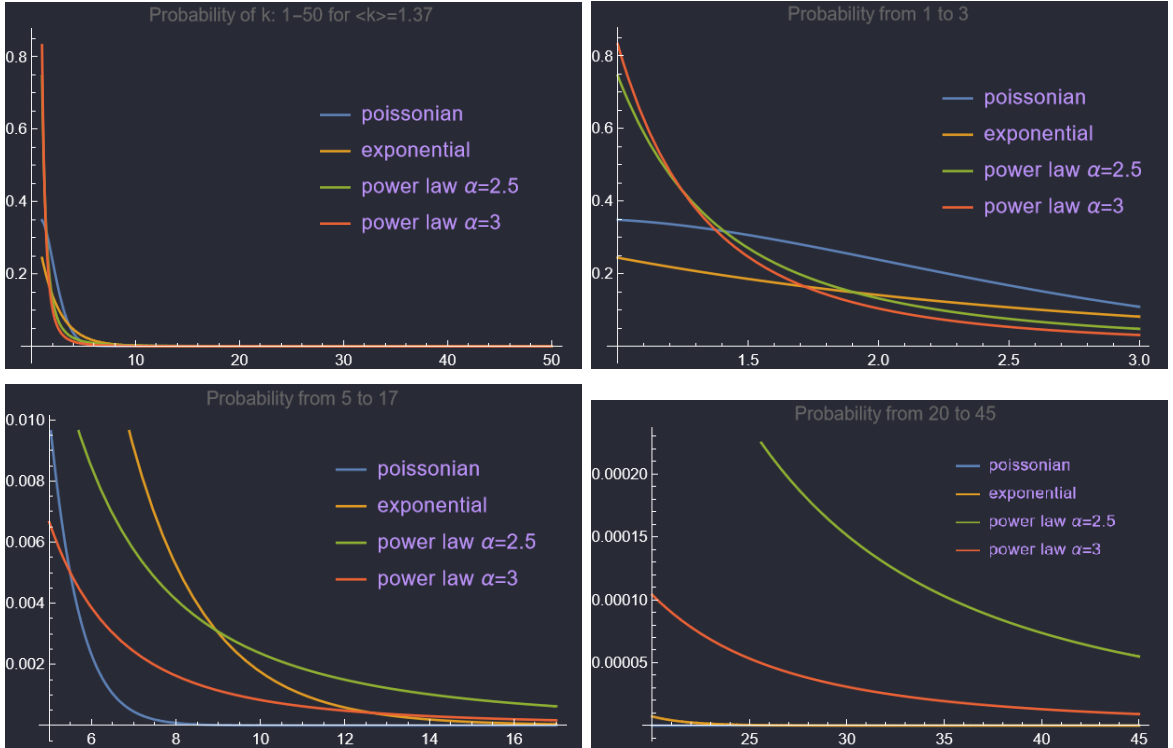 Probability of k: 1–50 for <k>=1.37
0.8
0.6
0.4
0.2
10
20
30
40
50
poissonian
exponential
power law α=2.5
power law α=3
Probability from 1 to 3
0.8
0.6
0.4
0.2
1.5
2.0
2.5
3.0
poissonian
exponential
power law α=2.5
power law α=3
Probability from 5 to 17
0.010
0.008
0.006
0.004
0.002
6
8
10
12
14
16
poissonian
exponential
power law α=2.5
power law α=3
Probability from 20 to 45
0.00020
0.00015
0.00010
0.00005
25
30
35
40
45
poissonian
exponential
power law α=2.5
power law α=3